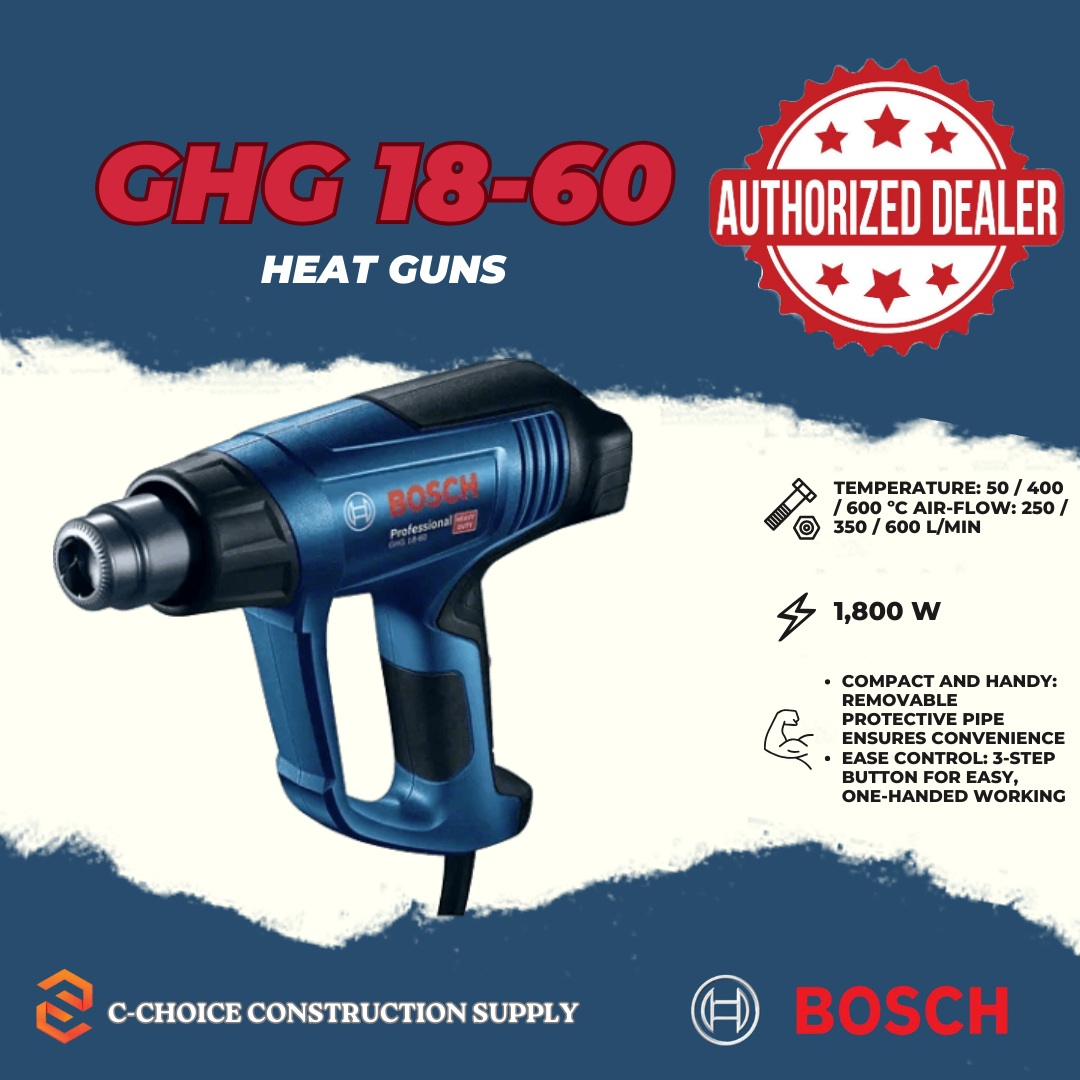 GHG 18-60
HEAT GUNS
AUTHORIZED DEALER
BOSCH
Professional
HEAVY
DUTY
GHG 18-60
TEMPERATURE: 50 / 400
/ 600 °C AIR-FLOW: 250 /
350 / 600 L/MIN
1,800 W
• COMPACT AND HANDY:
REMOVABLE
PROTECTIVE PIPE
ENSURES CONVENIENCE
• EASE CONTROL: 3-STEP
BUTTON FOR EASY,
ONE-HANDED WORKING
C-CHOICE CONSTRUCTION SUPPLY
BOSCH